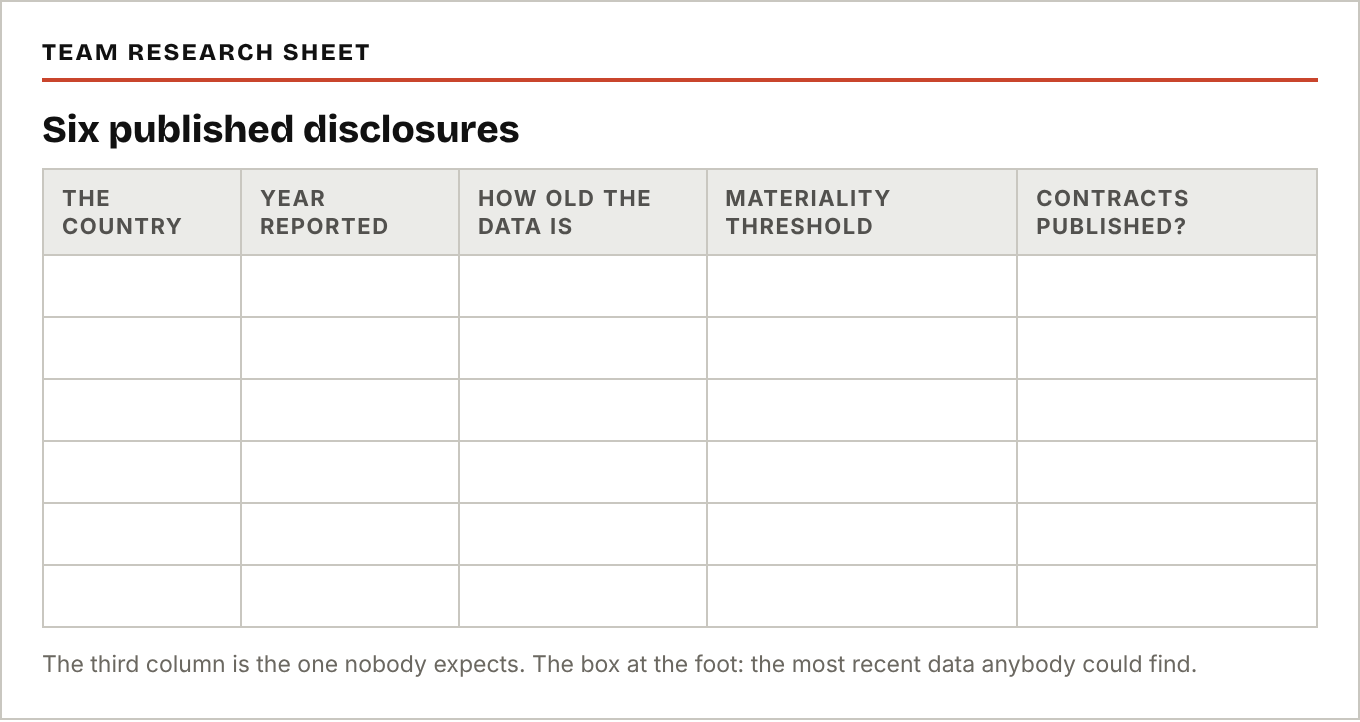 TEAM RESEARCH SHEET
Six published disclosures
THE COUNTRY
YEAR REPORTED
HOW OLD THE DATA IS
MATERIALITY THRESHOLD
CONTRACTS PUBLISHED?
The third column is the one nobody expects. The box at the foot: the most recent data anybody could find.